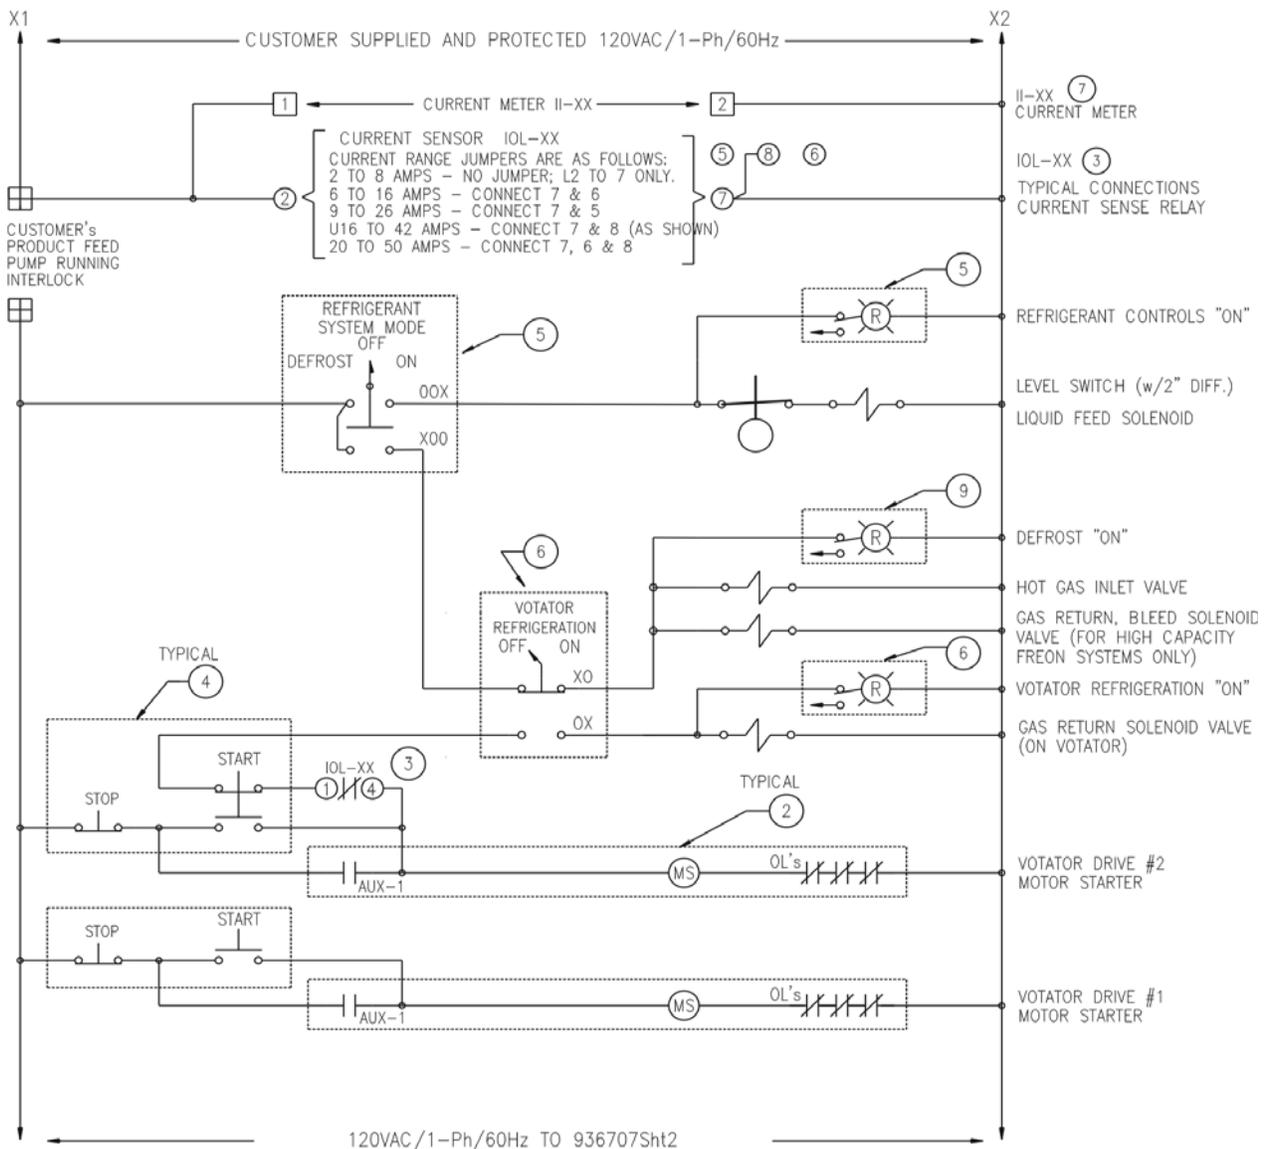 X1
X2
CUSTOMER SUPPLIED AND PROTECTED 120VAC/1-Ph/60Hz
1
CURRENT METER II-XX
2
II-XX 7
CURRENT METER
CURRENT SENSOR IOL-XX
CURRENT RANGE JUMPERS ARE AS FOLLOWS:
2 TO 8 AMPS - NO JUMPER; L2 TO 7 ONLY.
6 TO 16 AMPS - CONNECT 7 & 6
9 TO 26 AMPS - CONNECT 7 & 5
U16 TO 42 AMPS - CONNECT 7 & 8 (AS SHOWN)
20 TO 50 AMPS - CONNECT 7, 6 & 8
2
5 8 6
7
IOL-XX 3
TYPICAL CONNECTIONS
CURRENT SENSE RELAY
CUSTOMER's
PRODUCT FEED
PUMP RUNNING
INTERLOCK
REFRIGERANT
SYSTEM MODE
OFF
DEFROST ON
OOX
XOO
5
5
R
REFRIGERANT CONTROLS "ON"
LEVEL SWITCH (w/2" DIFF.)
LIQUID FEED SOLENOID
9
R
DEFROST "ON"
HOT GAS INLET VALVE
GAS RETURN, BLEED SOLENOID
VALVE (FOR HIGH CAPACITY
FREON SYSTEMS ONLY)
6
VOTATOR
REFRIGERATION
OFF ON
XO
OX
6
R
VOTATOR REFRIGERATION "ON"
GAS RETURN SOLENOID VALVE
(ON VOTATOR)
TYPICAL
4
START
STOP
IOL-XX
3
1 4
TYPICAL
2
AUX-1
MS
OL's
VOTATOR DRIVE #2
MOTOR STARTER
STOP
START
AUX-1
MS
OL's
VOTATOR DRIVE #1
MOTOR STARTER
120VAC/1-Ph/60Hz TO 936707Sht2